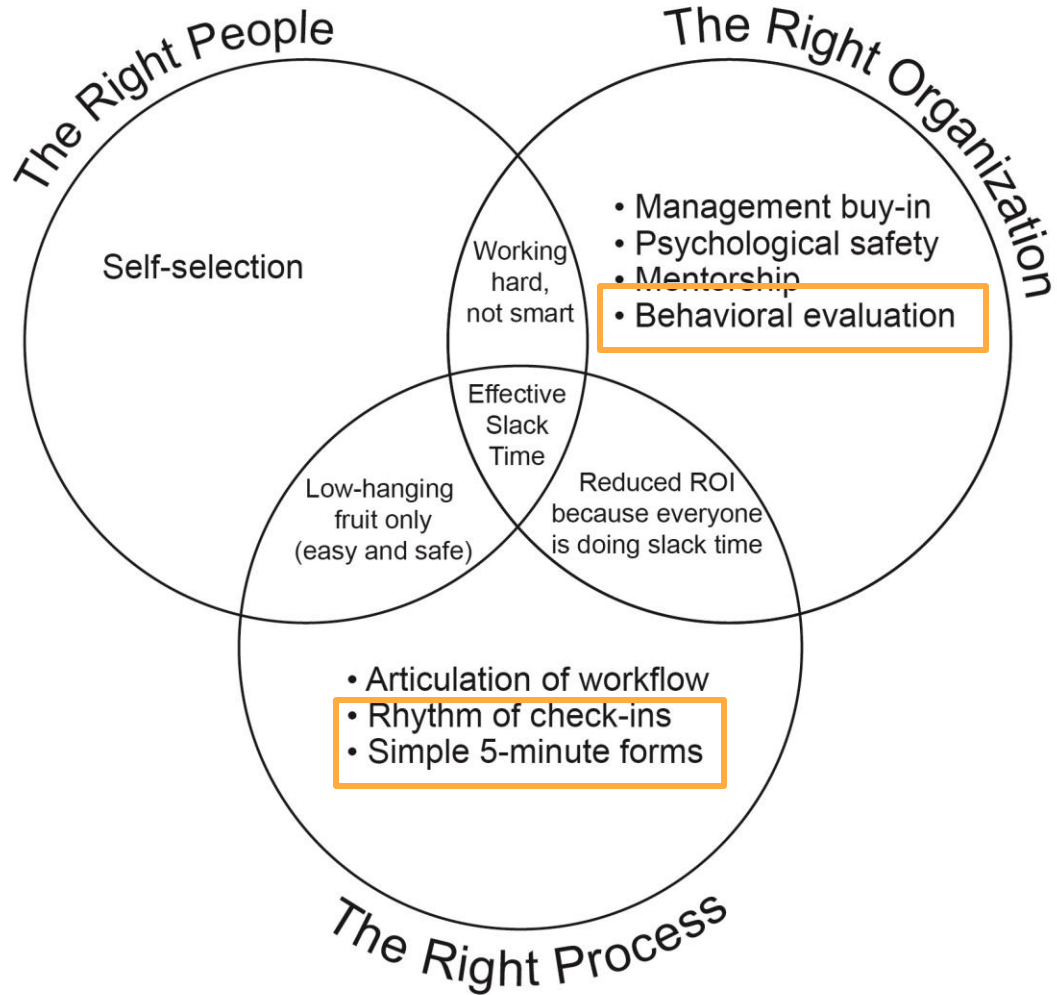 The Right People
The Right Organization
• Management buy-in
• Psychological safety
• Mentorship
• Behavioral evaluation
Self-selection
Working
hard,
not smart
Effective
Slack
Time
Low-hanging
fruit only
(easy and safe)
Reduced ROI
because everyone
is doing slack time
• Articulation of workflow
• Rhythm of check-ins
• Simple 5-minute forms
The Right Process